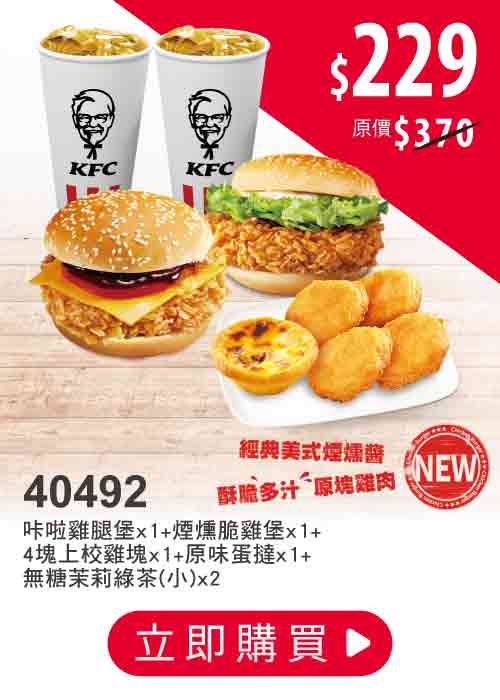 $229
原價$370
KFC
KFC
經典美式煙燻醬
酥脆多汁 原塊雞肉
NEW
40492
咔啦雞腿堡x1+煙燻脆雞堡x1+
4塊上校雞塊x1+原味蛋撻x1+
無糖茉莉綠茶(小)x2
立即購買